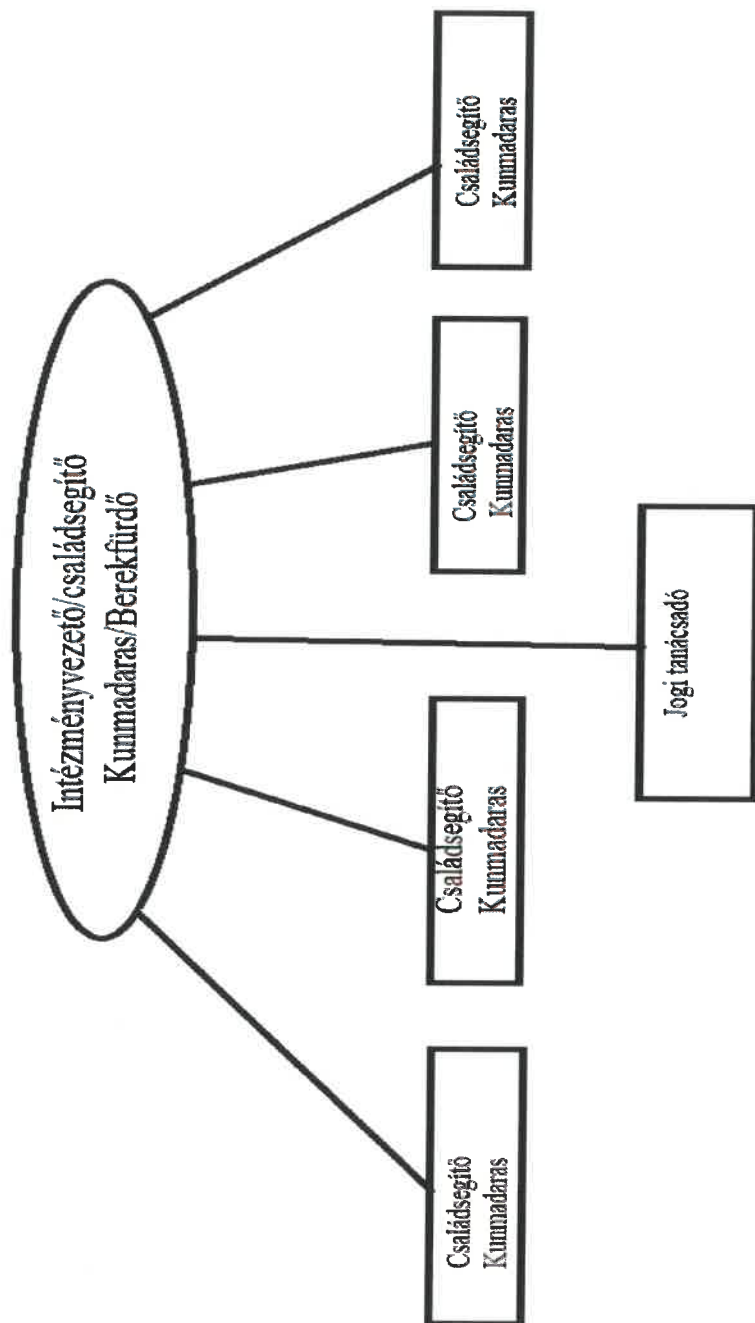 Intézményvezető/családsegítő
Kunmadaras/Berekfürdő
Családsegítő
Kunmadaras
Családsegítő
Kunmadaras
Családsegítő
Kunmadaras
Családsegítő
Kunmadaras
Jogi tanácsadó